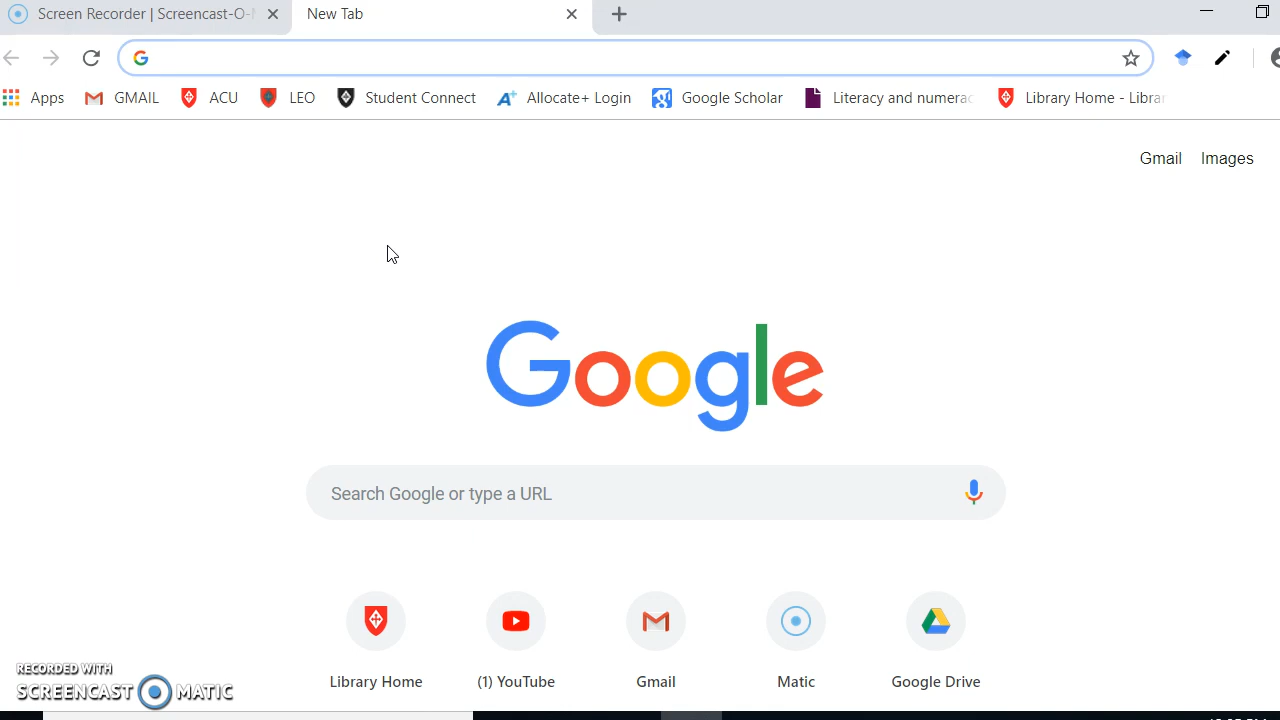 Screen Recorder | Screencast-O-
New Tab
Apps GMAIL ACU LEO Student Connect Allocate+ Login Google Scholar Literacy and numerac Library Home - Librar
Gmail Images
Google
Search Google or type a URL
Library Home (1) YouTube Gmail Matic Google Drive
RECORDED WITH
SCREENCAST MATIC